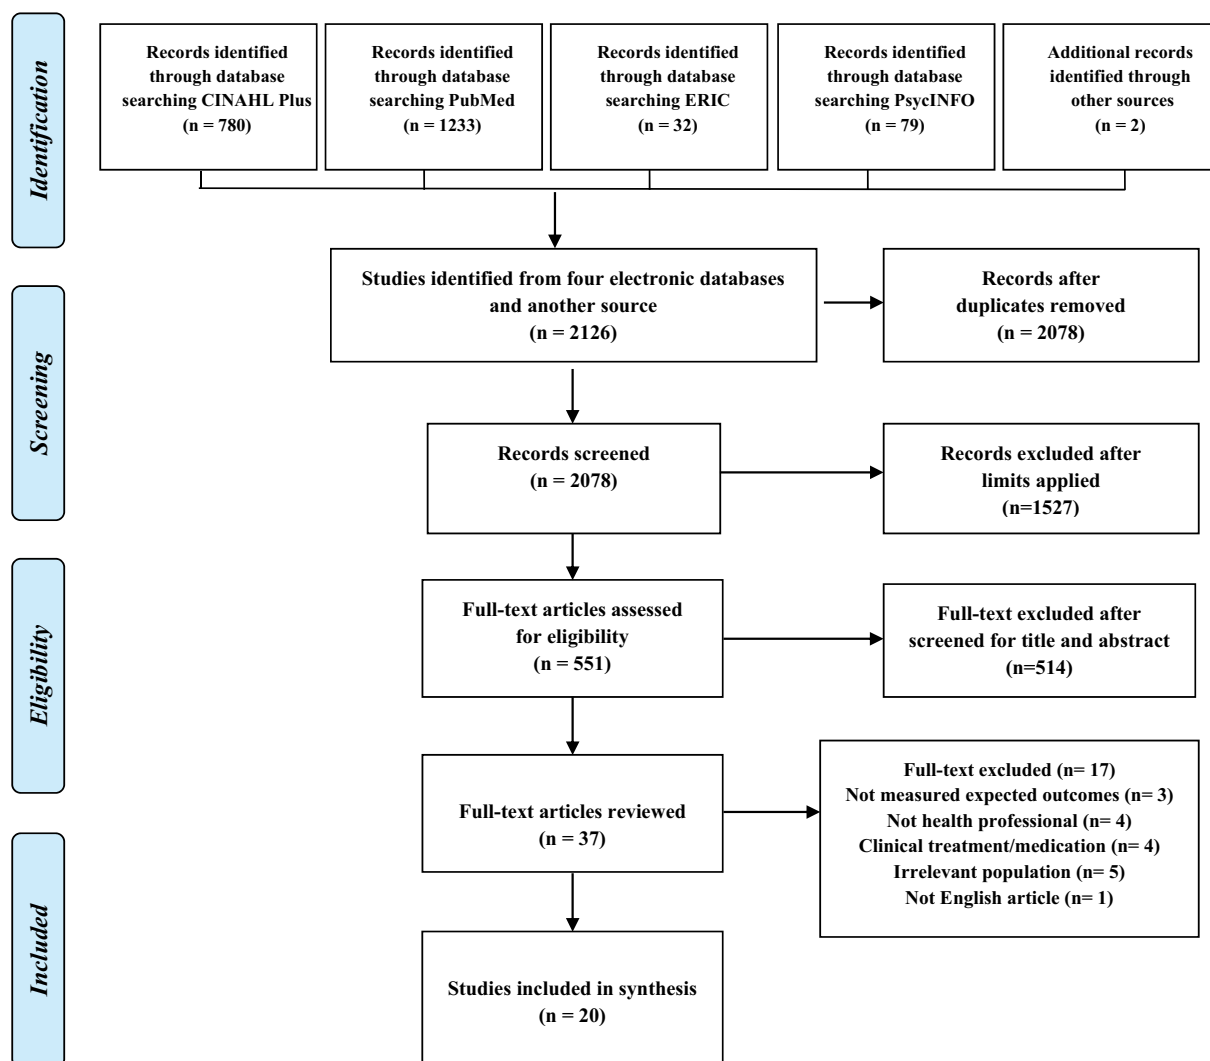 Identification
Records identified
through database
searching CINAHL Plus
(n = 780)
Records identified
through database
searching PubMed
(n = 1233)
Records identified
through database
searching ERIC
(n = 32)
Records identified
through database
searching PsycINFO
(n = 79)
Additional records
identified through
other sources
(n = 2)
Studies identified from four electronic databases
and another source
(n = 2126)
Records after
duplicates removed
(n = 2078)
Screening
Records screened
(n = 2078)
Records excluded after
limits applied
(n=1527)
Eligibility
Full-text articles assessed
for eligibility
(n = 551)
Full-text excluded after
screened for title and abstract
(n=514)
Full-text articles reviewed
(n = 37)
Full-text excluded (n= 17)
Not measured expected outcomes (n= 3)
Not health professional (n= 4)
Clinical treatment/medication (n= 4)
Irrelevant population (n= 5)
Not English article (n= 1)
Included
Studies included in synthesis
(n = 20)